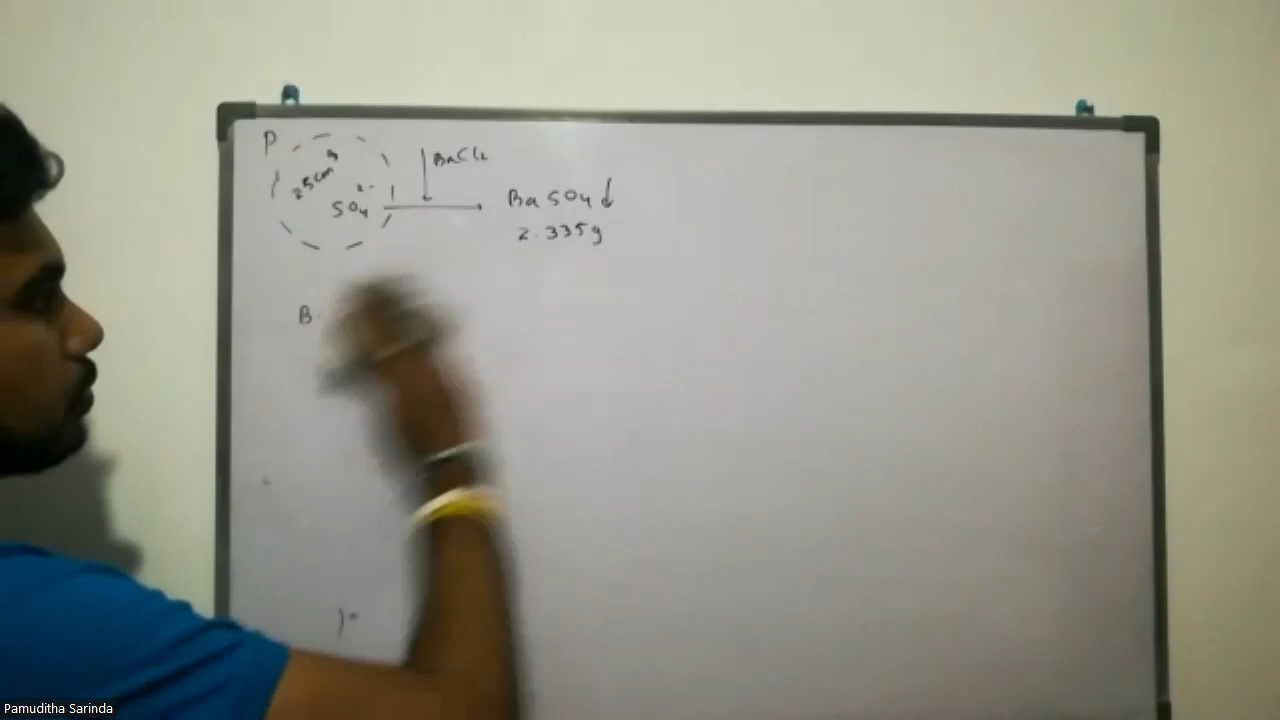 P
25cm³
SO₄²⁻
BaCl₂
BaSO₄↓
2.335g
B
Pamuditha Sarinda